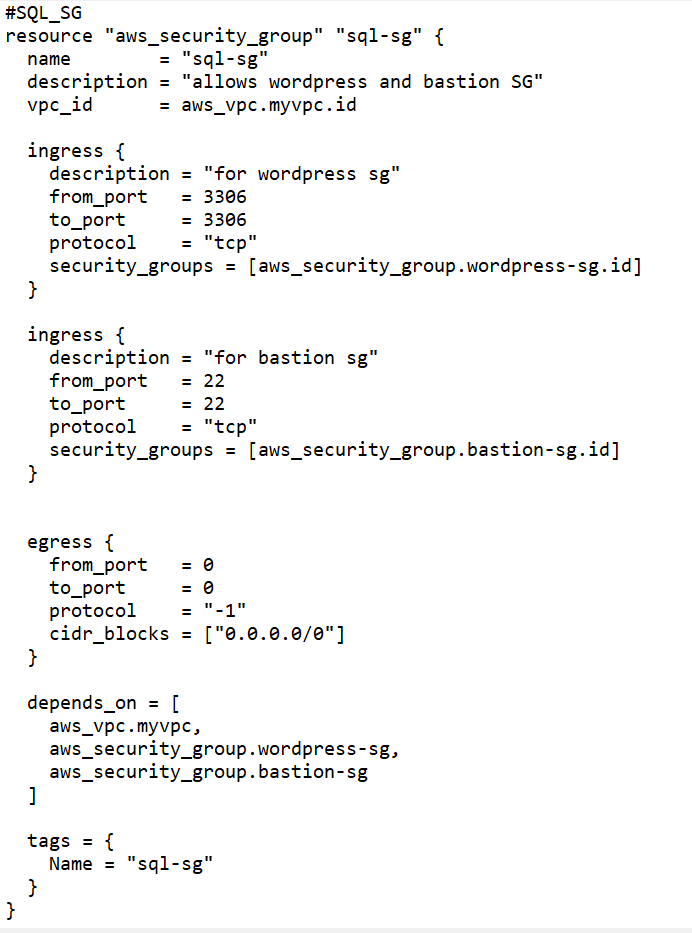 #SQL_SG
resource "aws_security_group" "sql-sg" {
  name        = "sql-sg"
  description = "allows wordpress and bastion SG"
  vpc_id      = aws_vpc.myvpc.id

  ingress {
    description = "for wordpress sg"
    from_port   = 3306
    to_port     = 3306
    protocol    = "tcp"
    security_groups = [aws_security_group.wordpress-sg.id]
  }

  ingress {
    description = "for bastion sg"
    from_port   = 22
    to_port     = 22
    protocol    = "tcp"
    security_groups = [aws_security_group.bastion-sg.id]
  }


  egress {
    from_port   = 0
    to_port     = 0
    protocol    = "-1"
    cidr_blocks = ["0.0.0.0/0"]
  }

  depends_on = [
    aws_vpc.myvpc,
    aws_security_group.wordpress-sg,
    aws_security_group.bastion-sg
  ]

  tags = {
    Name = "sql-sg"
  }
}